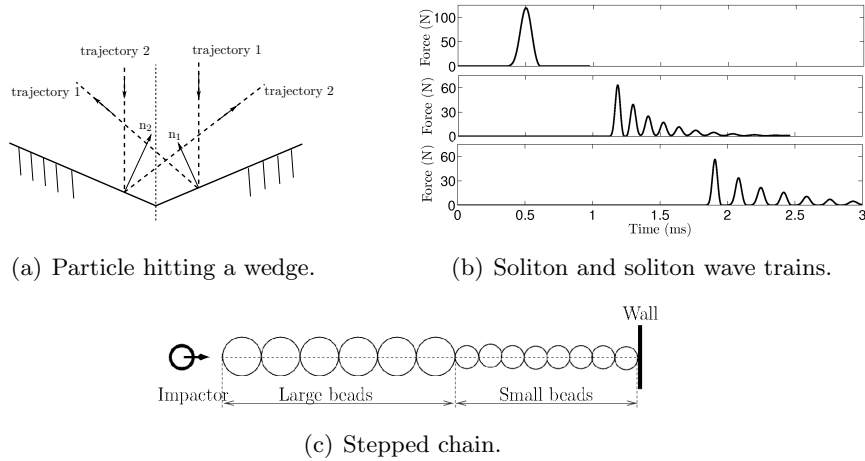 trajectory 2
trajectory 1
trajectory 1
trajectory 2
n2
n1
Force (N)
100
50
0
Force (N)
60
30
0
Force (N)
60
30
0
0 0.5 1 1.5 2 2.5 3
Time (ms)
(a) Particle hitting a wedge.
(b) Soliton and soliton wave trains.
Wall
Impactor
Large beads
Small beads
(c) Stepped chain.